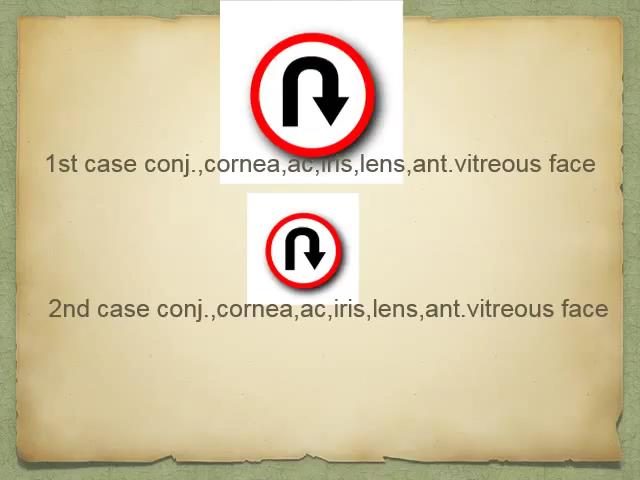 1st case conj.,cornea,ac,iris,lens,ant.vitreous face
2nd case conj.,cornea,ac,iris,lens,ant.vitreous face